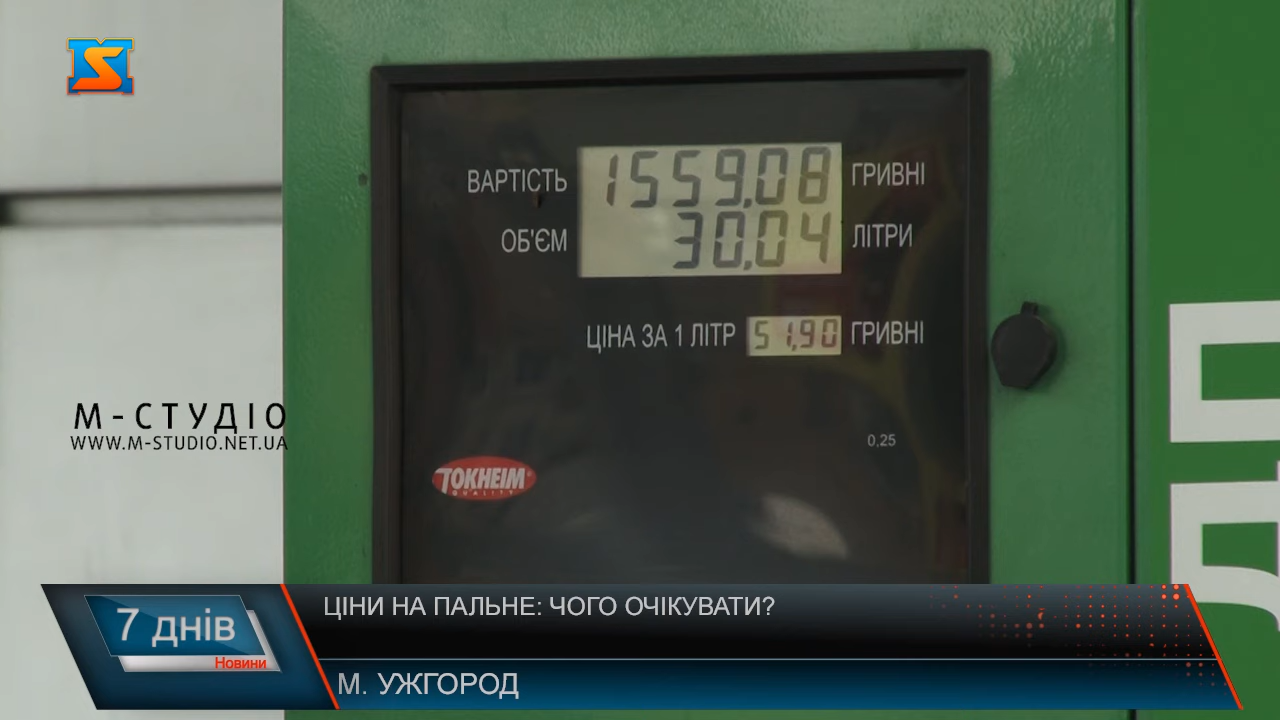 ВАРТІСТЬ 1559,08 ГРИВНІ
ОБ'ЄМ 30,04 ЛІТРИ
ЦІНА ЗА 1 ЛІТР 51,90 ГРИВНІ
0,25
М-СТУДІО
WWW.M-STUDIO.NET.UA
TOKHEIM®
QUALITY
7 днів
Новини
ЦІНИ НА ПАЛЬНЕ: ЧОГО ОЧІКУВАТИ?
М. УЖГОРОД